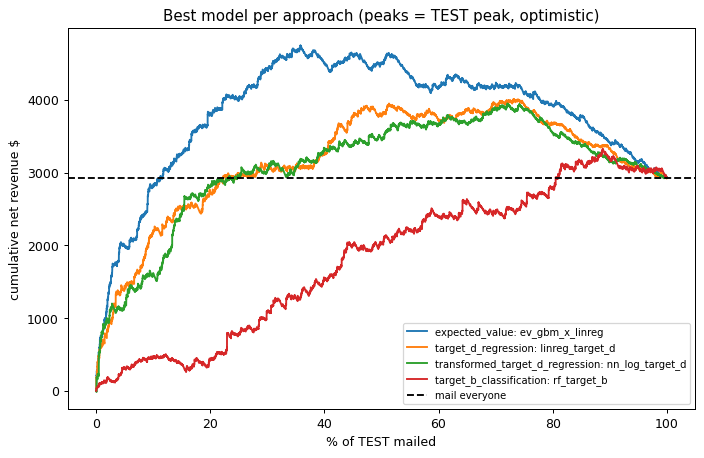 Best model per approach (peaks = TEST peak, optimistic)
cumulative net revenue $
4000
3000
2000
1000
0
0 20 40 60 80 100
% of TEST mailed
expected_value: ev_gbm_x_linreg
target_d_regression: linreg_target_d
transformed_target_d_regression: nn_log_target_d
target_b_classification: rf_target_b
mail everyone